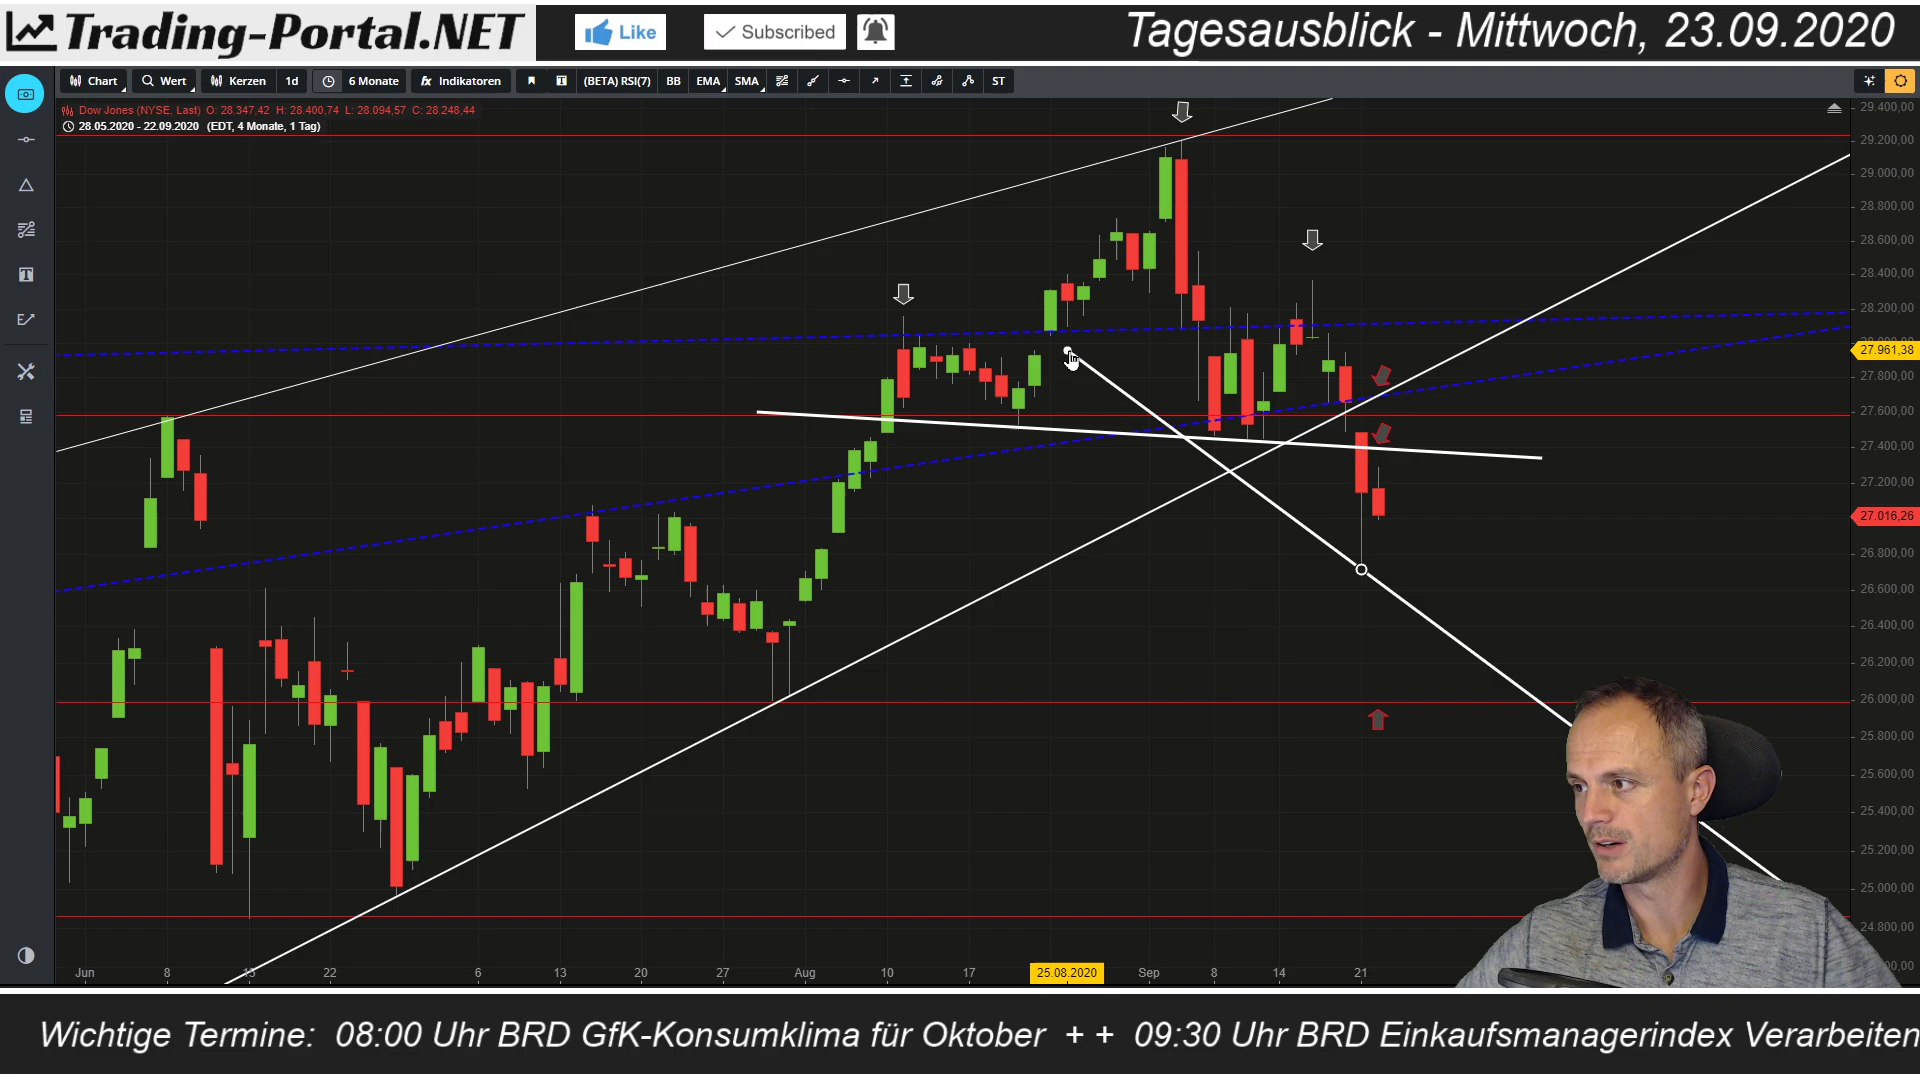 Trading-Portal.NET
Like
Subscribed
Tagesausblick - Mittwoch, 23.09.2020
Chart
Wert
Kerzen
1d
6 Monate
fx Indikatoren
T
(BETA) RSI(7)
BB
EMA
SMA
ST
Dow Jones (NYSE, Last) O: 28.347,42 H: 28.400,74 L: 28.094,57 C: 28.248,44
28.05.2020 - 22.09.2020 (EDT, 4 Monate, 1 Tag)
29.400,00
29.200,00
29.000,00
28.800,00
28.600,00
28.400,00
28.200,00
27.961,38
27.800,00
27.600,00
27.400,00
27.200,00
27.016,26
26.800,00
26.600,00
26.400,00
26.200,00
26.000,00
25.800,00
25.600,00
25.400,00
25.200,00
25.000,00
24.800,00
Jun 8 15 22 6 13 20 27 Aug 10 17 25.08.2020 Sep 8 14 21
Wichtige Termine: 08:00 Uhr BRD GfK-Konsumklima für Oktober + + 09:30 Uhr BRD Einkaufsmanagerindex Verarbeiten